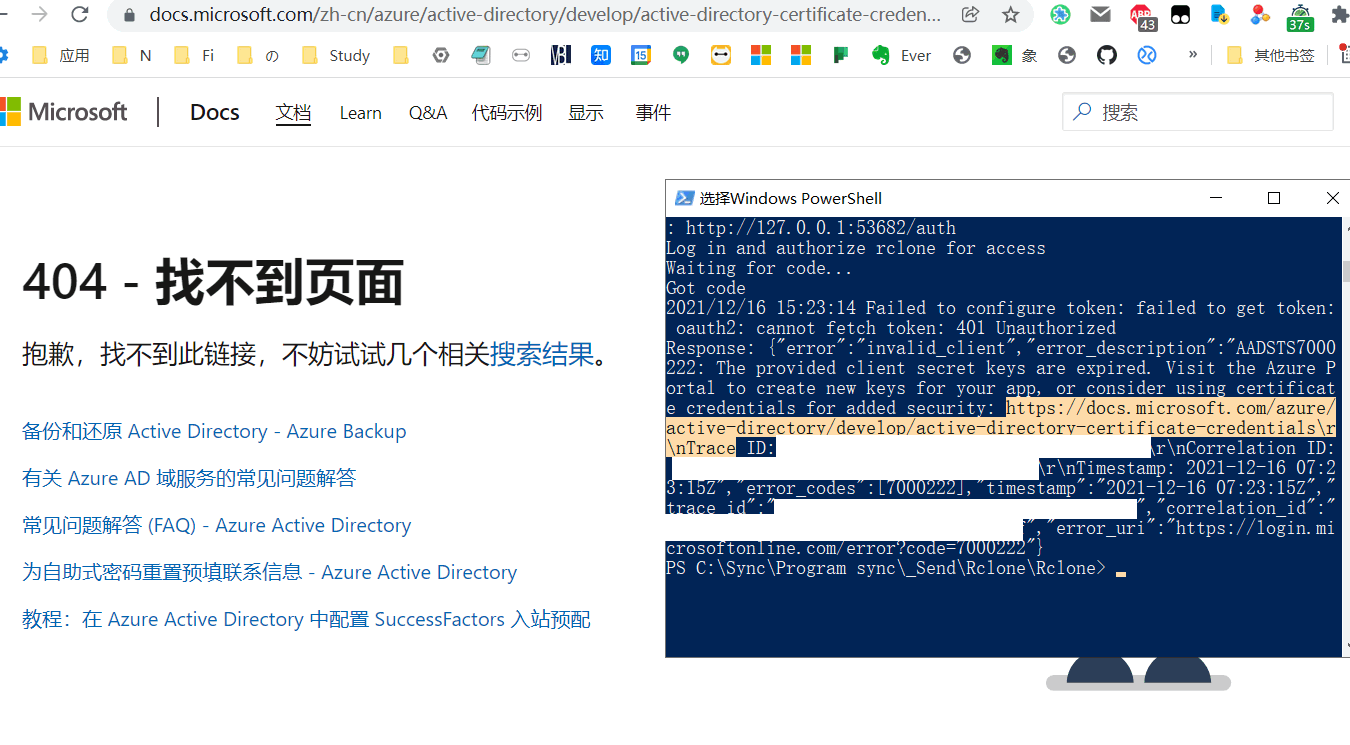 docs.microsoft.com/zh-cn/azure/active-directory/develop/active-directory-certificate-creden...
43
37s
应用
N
Fi
の
Study
知
15
Ever
象
»
其他书签
Microsoft
Docs
文档
Learn
Q&A
代码示例
显示
事件
搜索
404 - 找不到页面
抱歉，找不到此链接，不妨试试几个相关搜索结果。
备份和还原 Active Directory - Azure Backup
有关 Azure AD 域服务的常见问题解答
常见问题解答 (FAQ) - Azure Active Directory
为自助式密码重置预填联系信息 - Azure Active Directory
教程：在 Azure Active Directory 中配置 SuccessFactors 入站预配
选择Windows PowerShell
: http://127.0.0.1:53682/auth
Log in and authorize rclone for access
Waiting for code...
Got code
2021/12/16 15:23:14 Failed to configure token: failed to get token:
oauth2: cannot fetch token: 401 Unauthorized
Response: {"error":"invalid_client","error_description":"AADSTS7000
222: The provided client secret keys are expired. Visit the Azure P
ortal to create new keys for your app, or consider using certificat
e credentials for added security: https://docs.microsoft.com/azure/
active-directory/develop/active-directory-certificate-credentials\r
\nTrace ID: \r\nCorrelation ID:
\r\nTimestamp: 2021-12-16 07:2
3:15Z","error_codes":[7000222],"timestamp":"2021-12-16 07:23:15Z","
trace_id":" ","correlation_id":"
","error_uri":"https://login.mi
crosoftonline.com/error?code=7000222"}
PS C:\Sync\Program sync\_Send\Rclone\Rclone>